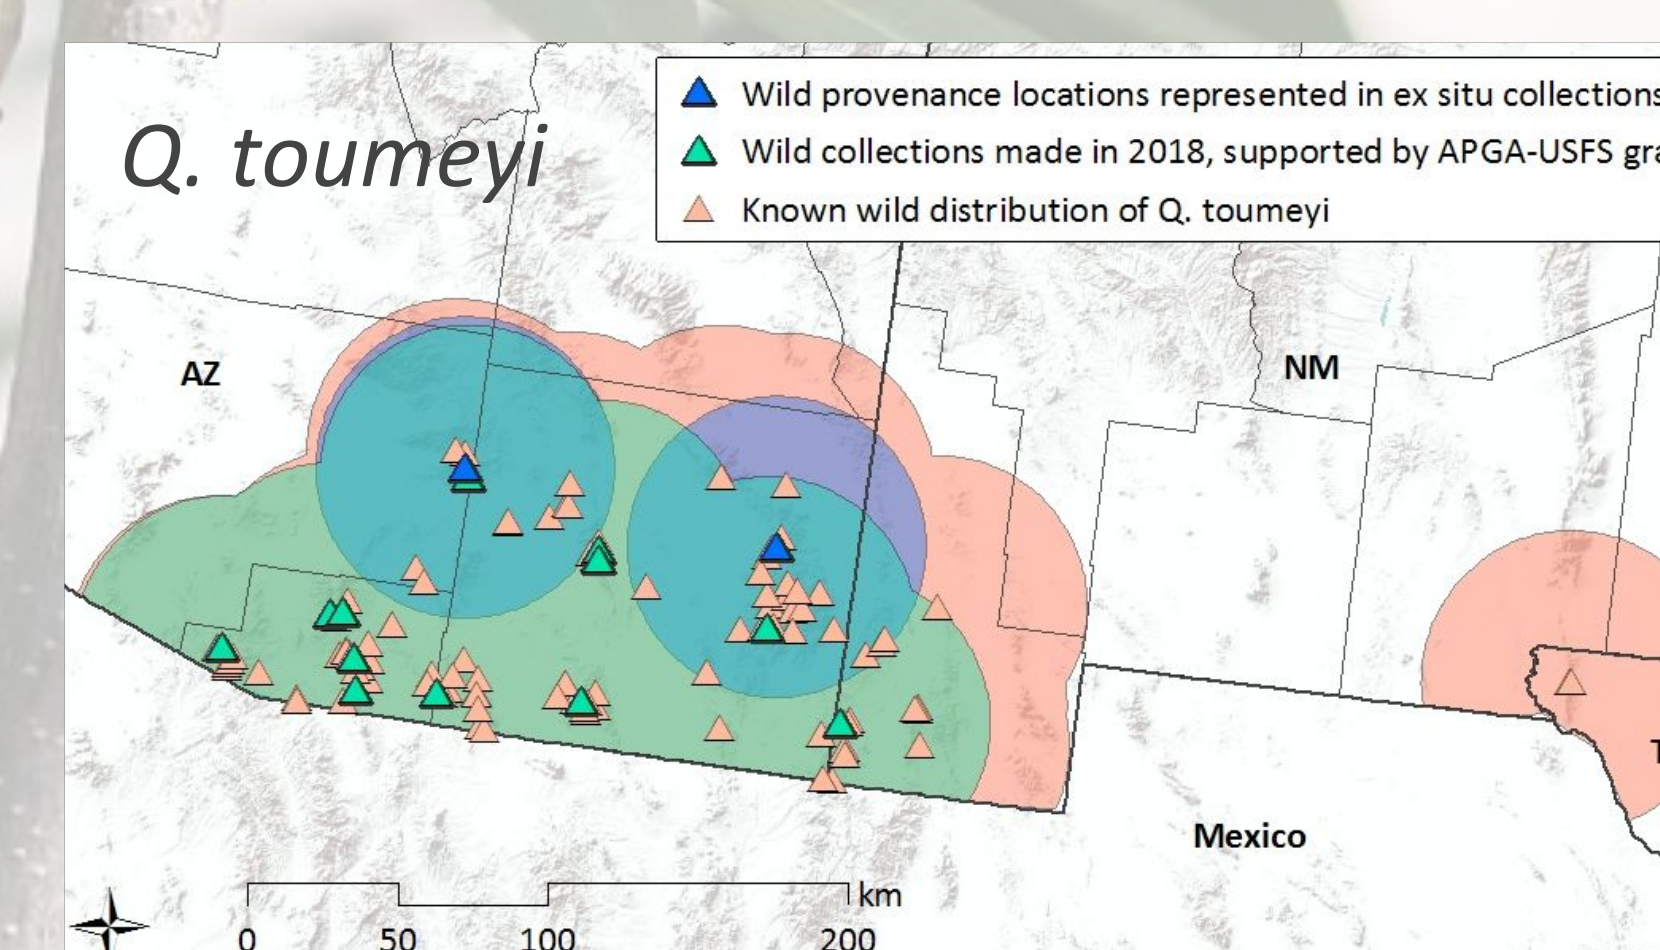 Q. toumeyi
Wild provenance locations represented in ex situ collections
Wild collections made in 2018, supported by APGA-USFS
Known wild distribution of Q. toumeyi
AZ
NM
Mexico
km
0 50 100 200